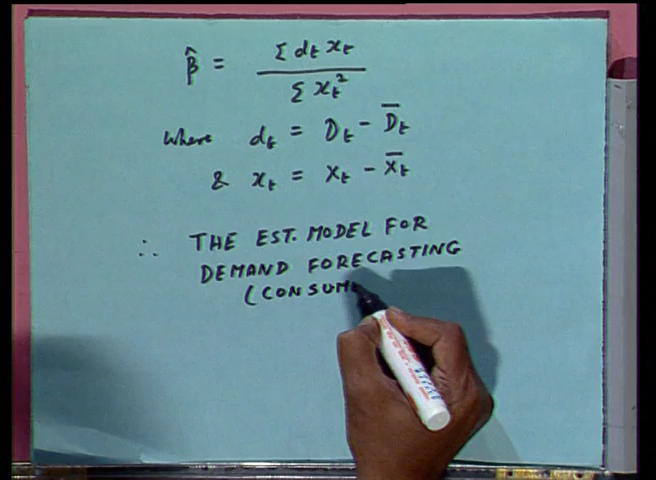 β̂ = Σ dₜ xₜ / Σ xₜ²
where dₜ = Dₜ - D̅ₜ
& xₜ = Xₜ - X̅ₜ
∴ THE EST. MODEL FOR
DEMAND FORECASTING
(CONSUM